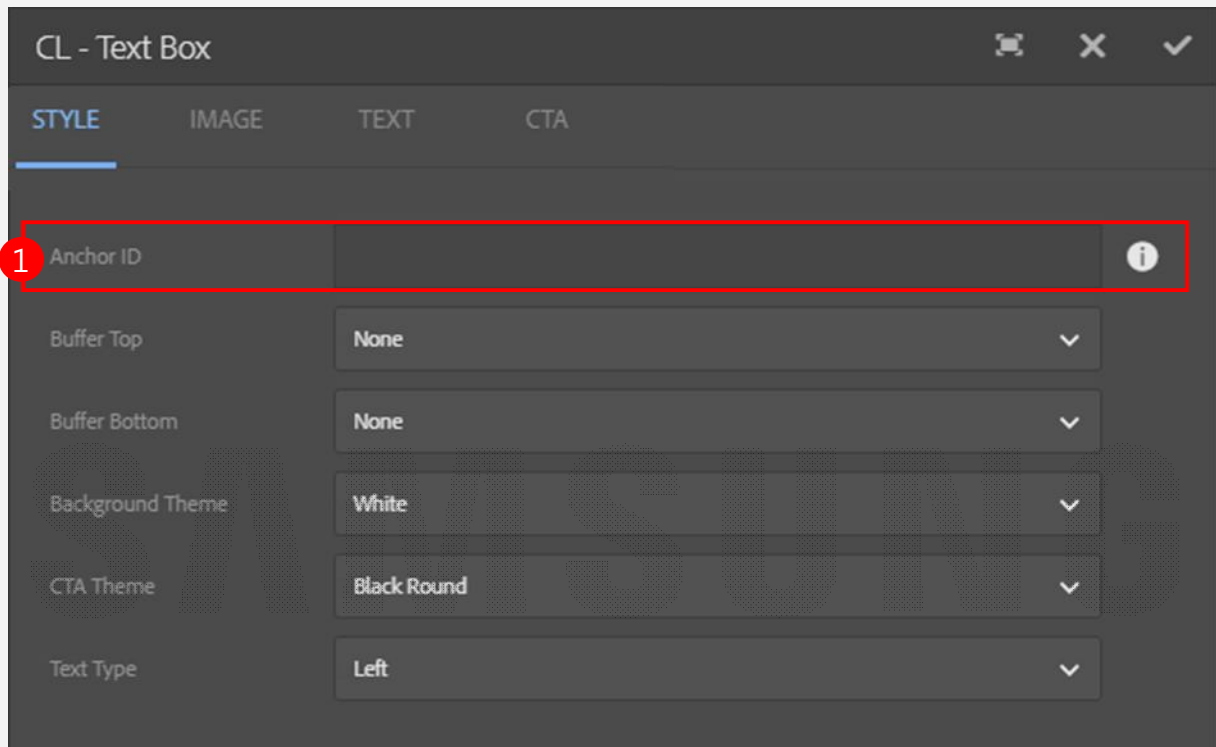 CL - Text Box
STYLE IMAGE TEXT CTA
1 Anchor ID
Buffer Top None
Buffer Bottom None
SAMSUNG
Background Theme White
CTA Theme Black Round
Text Type Left